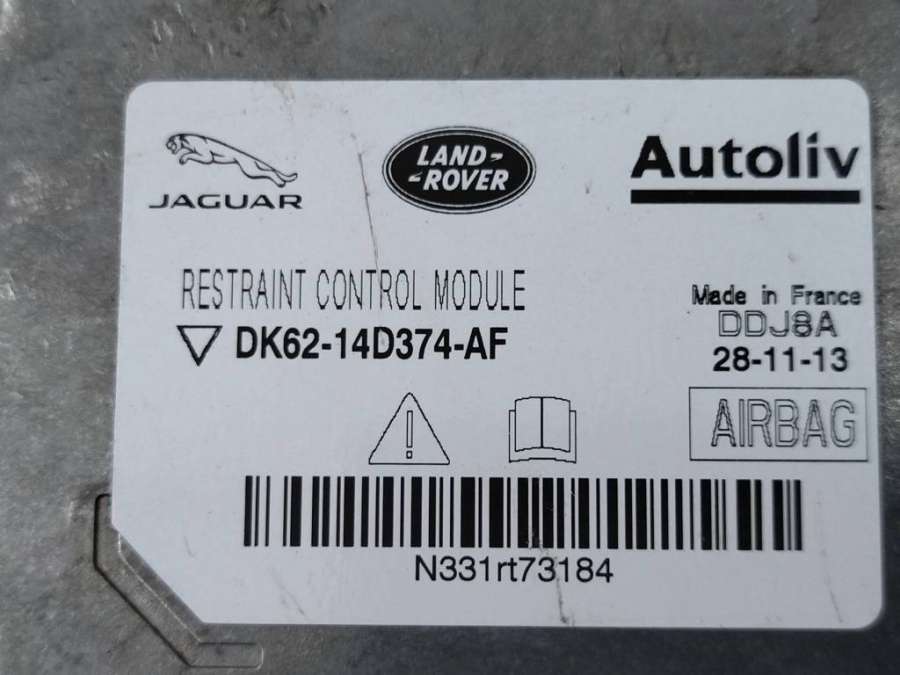 JAGUAR
LAND-
-ROVER
Autoliv
RESTRAINT CONTROL MODULE
DK62-14D374-AF
Made in France
DDJ8A
28-11-13
AIRBAG
N331rt73184